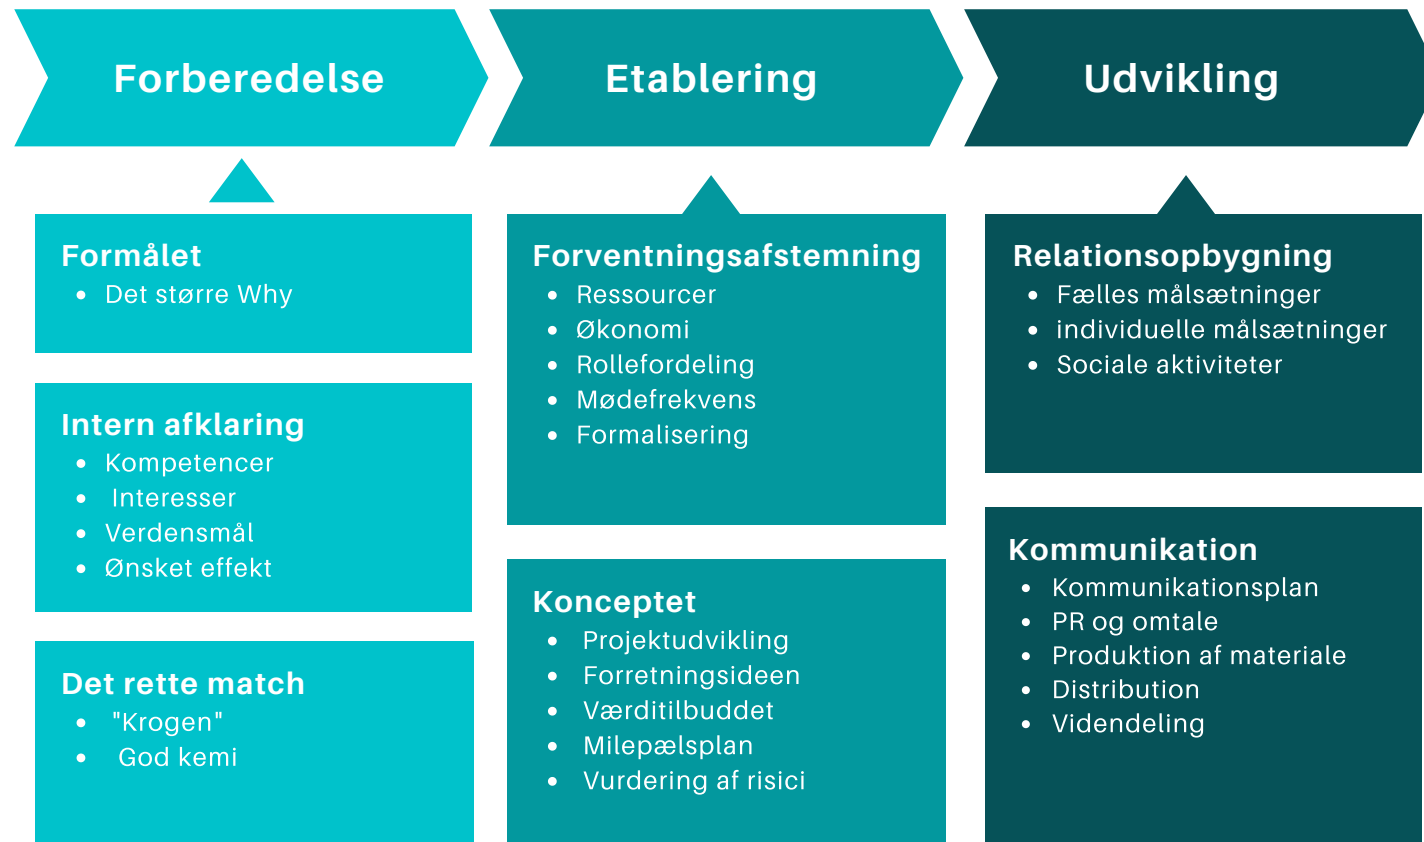 Forberedelse
Etablering
Udvikling
Formålet
• Det større Why
Intern afklaring
• Kompetencer
• Interesser
• Verdensmål
• Ønsket effekt
Det rette match
• "Krogen"
• God kemi
Forventningsafstemning
• Ressourcer
• Økonomi
• Rollefordeling
• Mødefrekvens
• Formalisering
Konceptet
• Projektudvikling
• Forretningsideen
• Værditilbuddet
• Milepælsplan
• Vurdering af risici
Relationsopbygning
• Fælles målsætninger
• individuelle målsætninger
• Sociale aktiviteter
Kommunikation
• Kommunikationsplan
• PR og omtale
• Produktion af materiale
• Distribution
• Videndeling